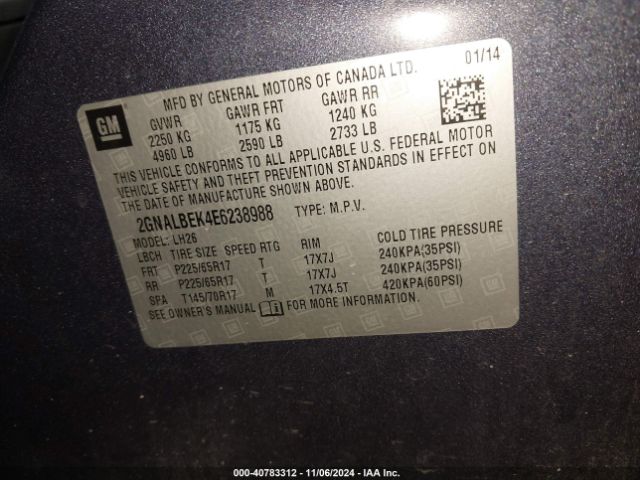 GM
MFD BY GENERAL MOTORS OF CANADA LTD. 01/14
GVWR GAWR FRT GAWR RR
2250 KG 1175 KG 1240 KG
4960 LB 2590 LB 2733 LB
THIS VEHICLE CONFORMS TO ALL APPLICABLE U.S. FEDERAL MOTOR
VEHICLE SAFETY AND THEFT PREVENTION STANDARDS IN EFFECT ON
THE DATE OF MANUFACTURE SHOWN ABOVE.
2GNALBEK4E6238988 TYPE: M.P.V.
MODEL: LH26
LBCH TIRE SIZE SPEED RTG RIM COLD TIRE PRESSURE
FRT P225/65R17 T 17X7J 240KPA(35PSI)
RR P225/65R17 T 17X7J 240KPA(35PSI)
SPA T145/70R17 M 17X4.5T 420KPA(60PSI)
SEE OWNER'S MANUAL FOR MORE INFORMATION.
000-40783312 - 11/06/2024 - IAA Inc.